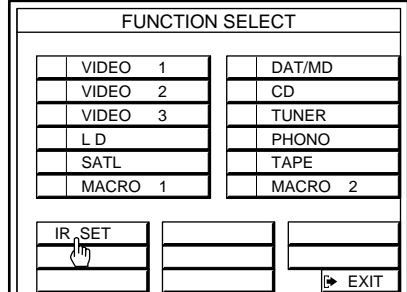 FUNCTION SELECT
VIDEO 1
DAT/MD
VIDEO 2
CD
VIDEO 3
TUNER
L D
PHONO
SATL
TAPE
MACRO 1
MACRO 2
IR SET
EXIT